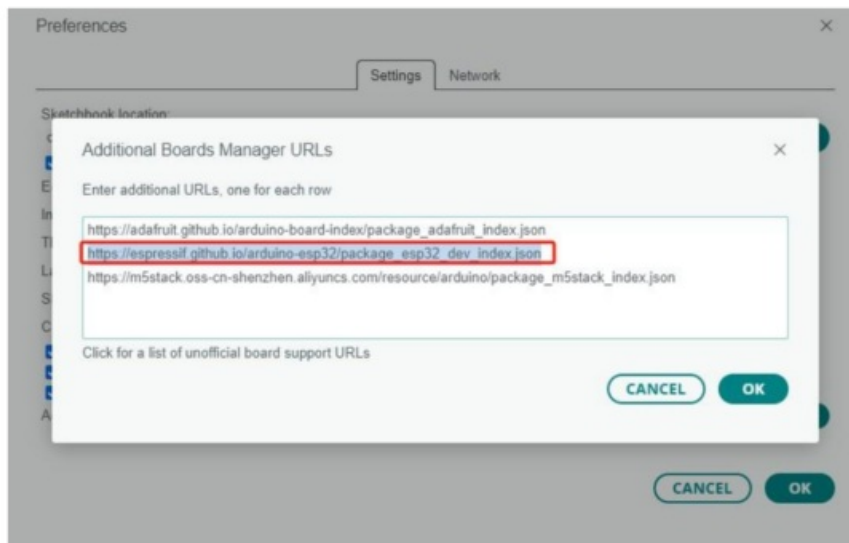 Preferences
Settings
Network
Sketchbook location:
Additional Boards Manager URLs
Enter additional URLs, one for each row
https://adafruit.github.io/arduino-board-index/package_adafruit_index.json
https://espressif.github.io/arduino-esp32/package_esp32_dev_index.json
https://m5stack.oss-cn-shenzhen.aliyuncs.com/resource/arduino/package_m5stack_index.json
Click for a list of unofficial board support URLs
CANCEL
OK
CANCEL
OK